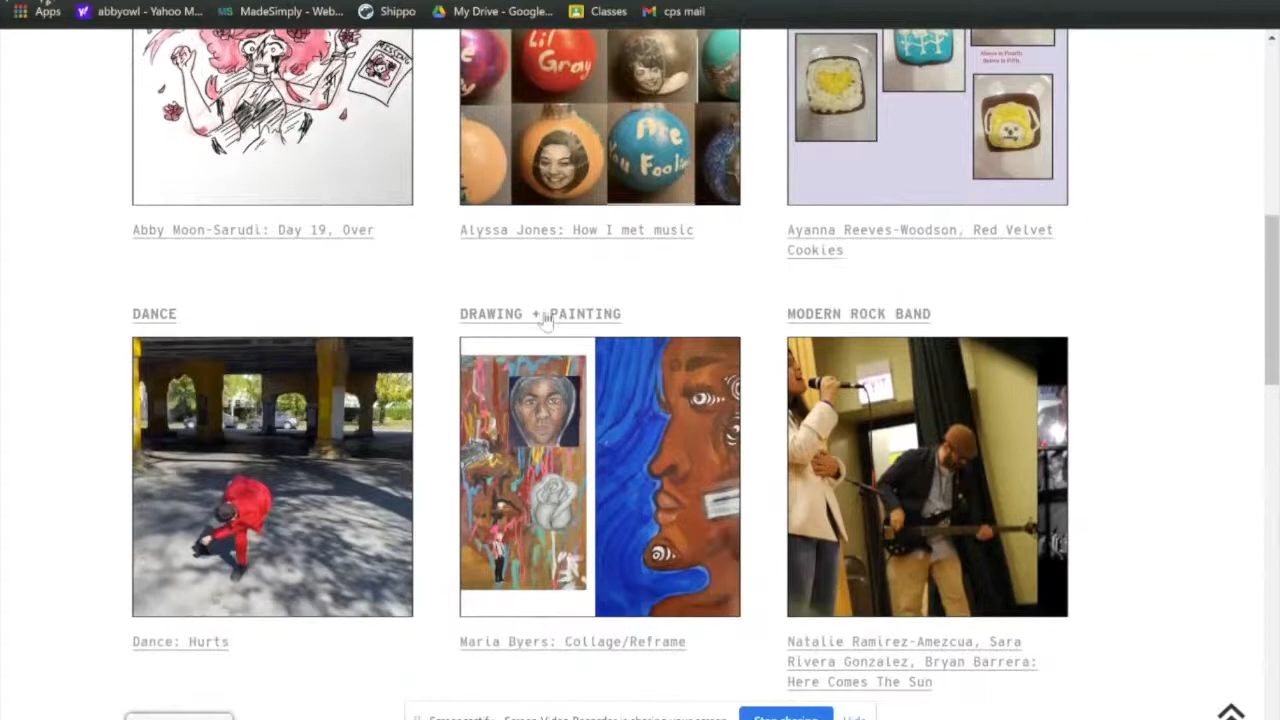 Apps abbyowl - Yahoo M... MadeSimply - Web... Shippo My Drive - Google... Classes cps mail
Lil
Gray
Are
You
Abby Moon-Sarudi: Day 19, Over
Alyssa Jones: How I met music
Ayanna Reeves-Woodson, Red Velvet
Cookies
DANCE
DRAWING + PAINTING
MODERN ROCK BAND
Dance: Hurts
Maria Byers: Collage/Reframe
Natalie Ramirez-Amezcua, Sara
Rivera Gonzalez, Bryan Barrera:
Here Comes The Sun
Stop sharing Hide